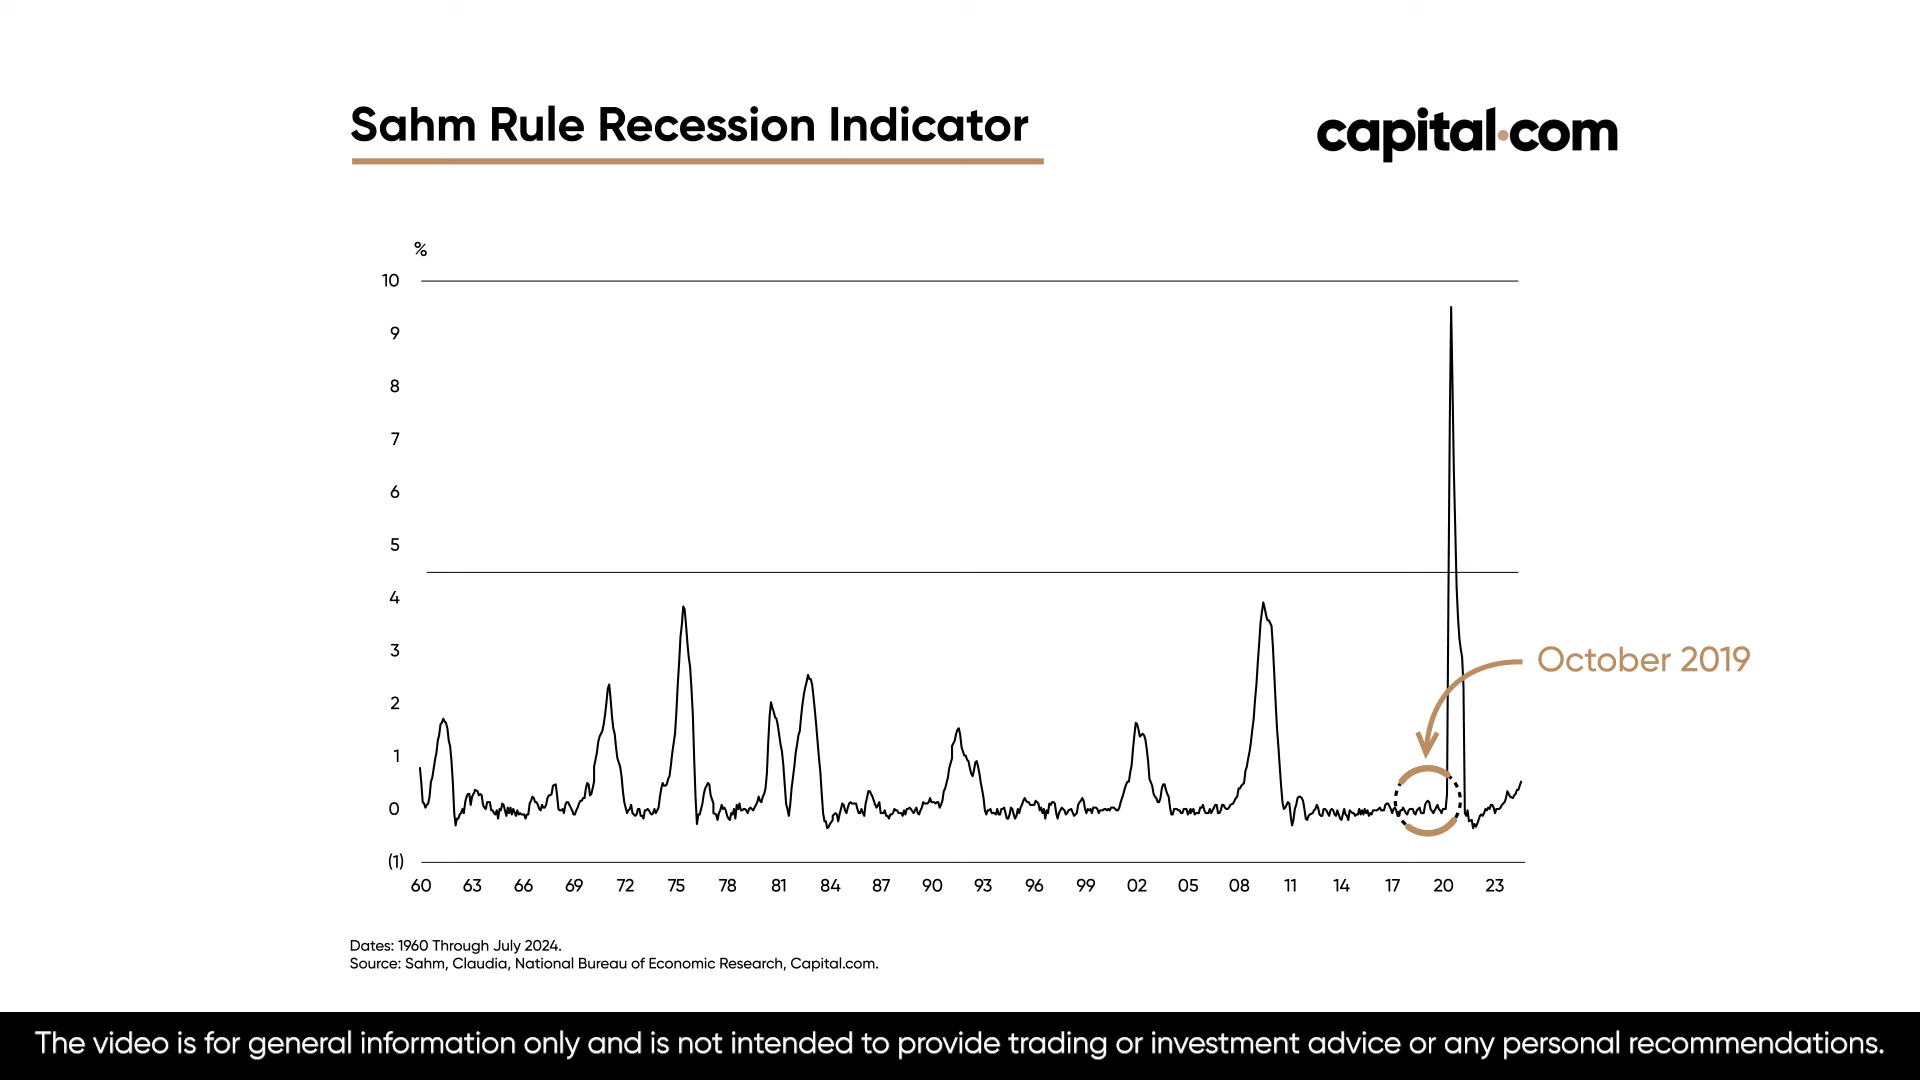 Sahm Rule Recession Indicator
capital.com
%
10
9
8
7
6
5
4
3
2
1
0
(1)
October 2019
60 63 66 69 72 75 78 81 84 87 90 93 96 99 02 05 08 11 14 17 20 23
Dates: 1960 Through July 2024.
Source: Sahm, Claudia, National Bureau of Economic Research, Capital.com.
The video is for general information only and is not intended to provide trading or investment advice or any personal recommendations.